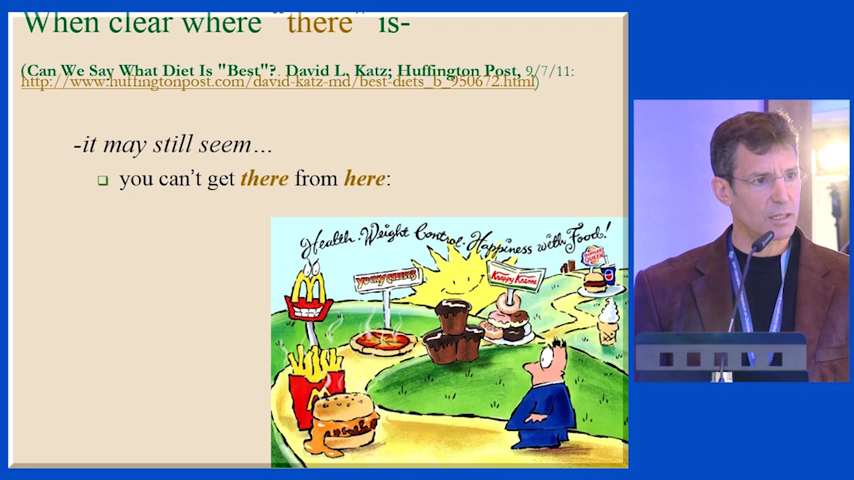 When clear where "there" is-
(Can We Say What Diet Is "Best"? David L. Katz; Huffington Post, 9/7/11:
http://www.huffingtonpost.com/david-katz-md/best-diets_b_950672.html)
-it may still seem…
you can't get there from here:
Health·Weight Control·Happiness with Food!